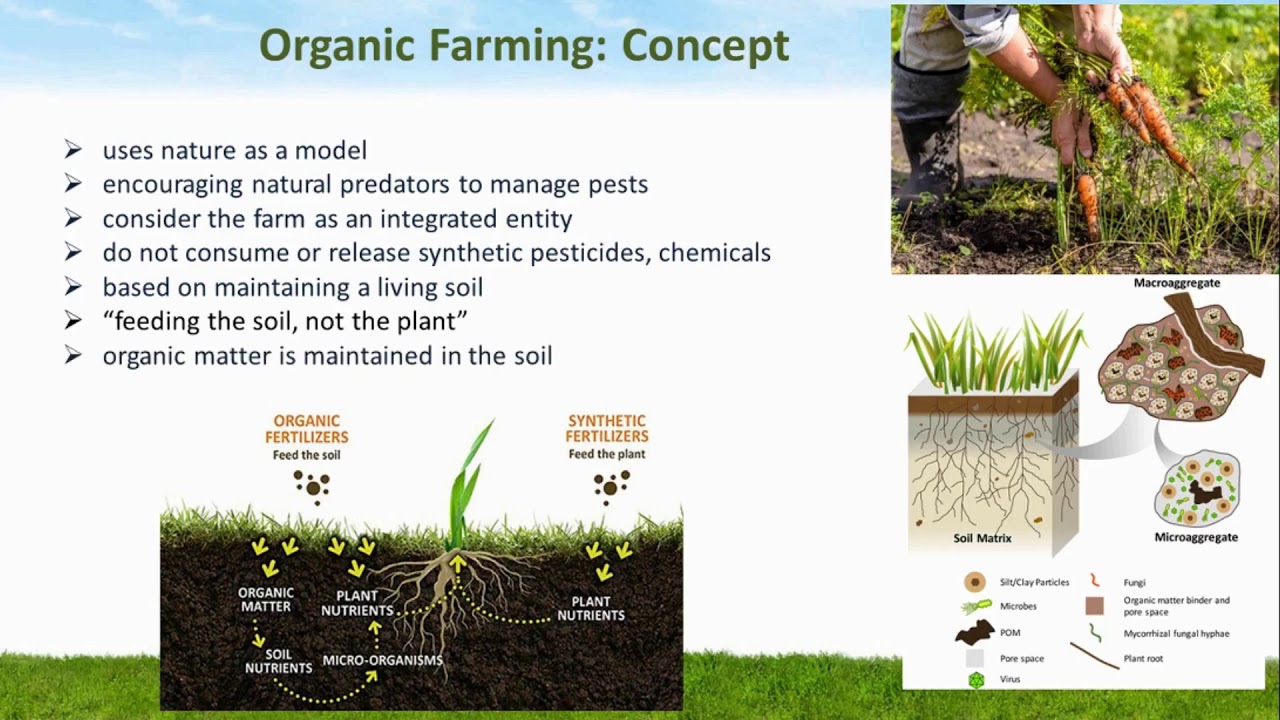 Organic Farming: Concept
uses nature as a model
encouraging natural predators to manage pests
consider the farm as an integrated entity
do not consume or release synthetic pesticides, chemicals
based on maintaining a living soil
“feeding the soil, not the plant”
organic matter is maintained in the soil
ORGANIC
FERTILIZERS
Feed the soil
SYNTHETIC
FERTILIZERS
Feed the plant
ORGANIC
MATTER
PLANT
NUTRIENTS
PLANT
NUTRIENTS
SOIL
NUTRIENTS
MICRO-ORGANISMS
Macroaggregate
Soil Matrix
Microaggregate
Silt/Clay Particles
Microbes
POM
Pore space
Virus
Fungi
Organic matter binder and
pore space
Mycorrhizal fungal hyphae
Plant root